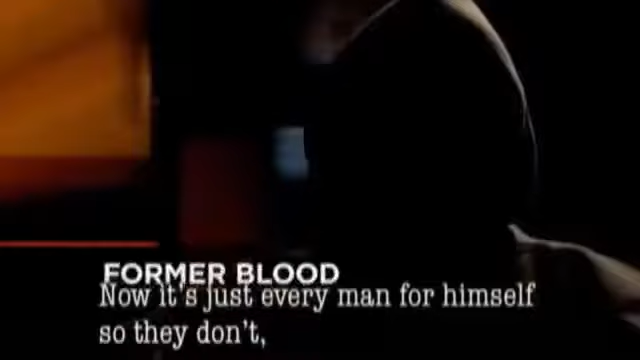 FORMER BLOOD
Now it's just every man for himself
so they don't,